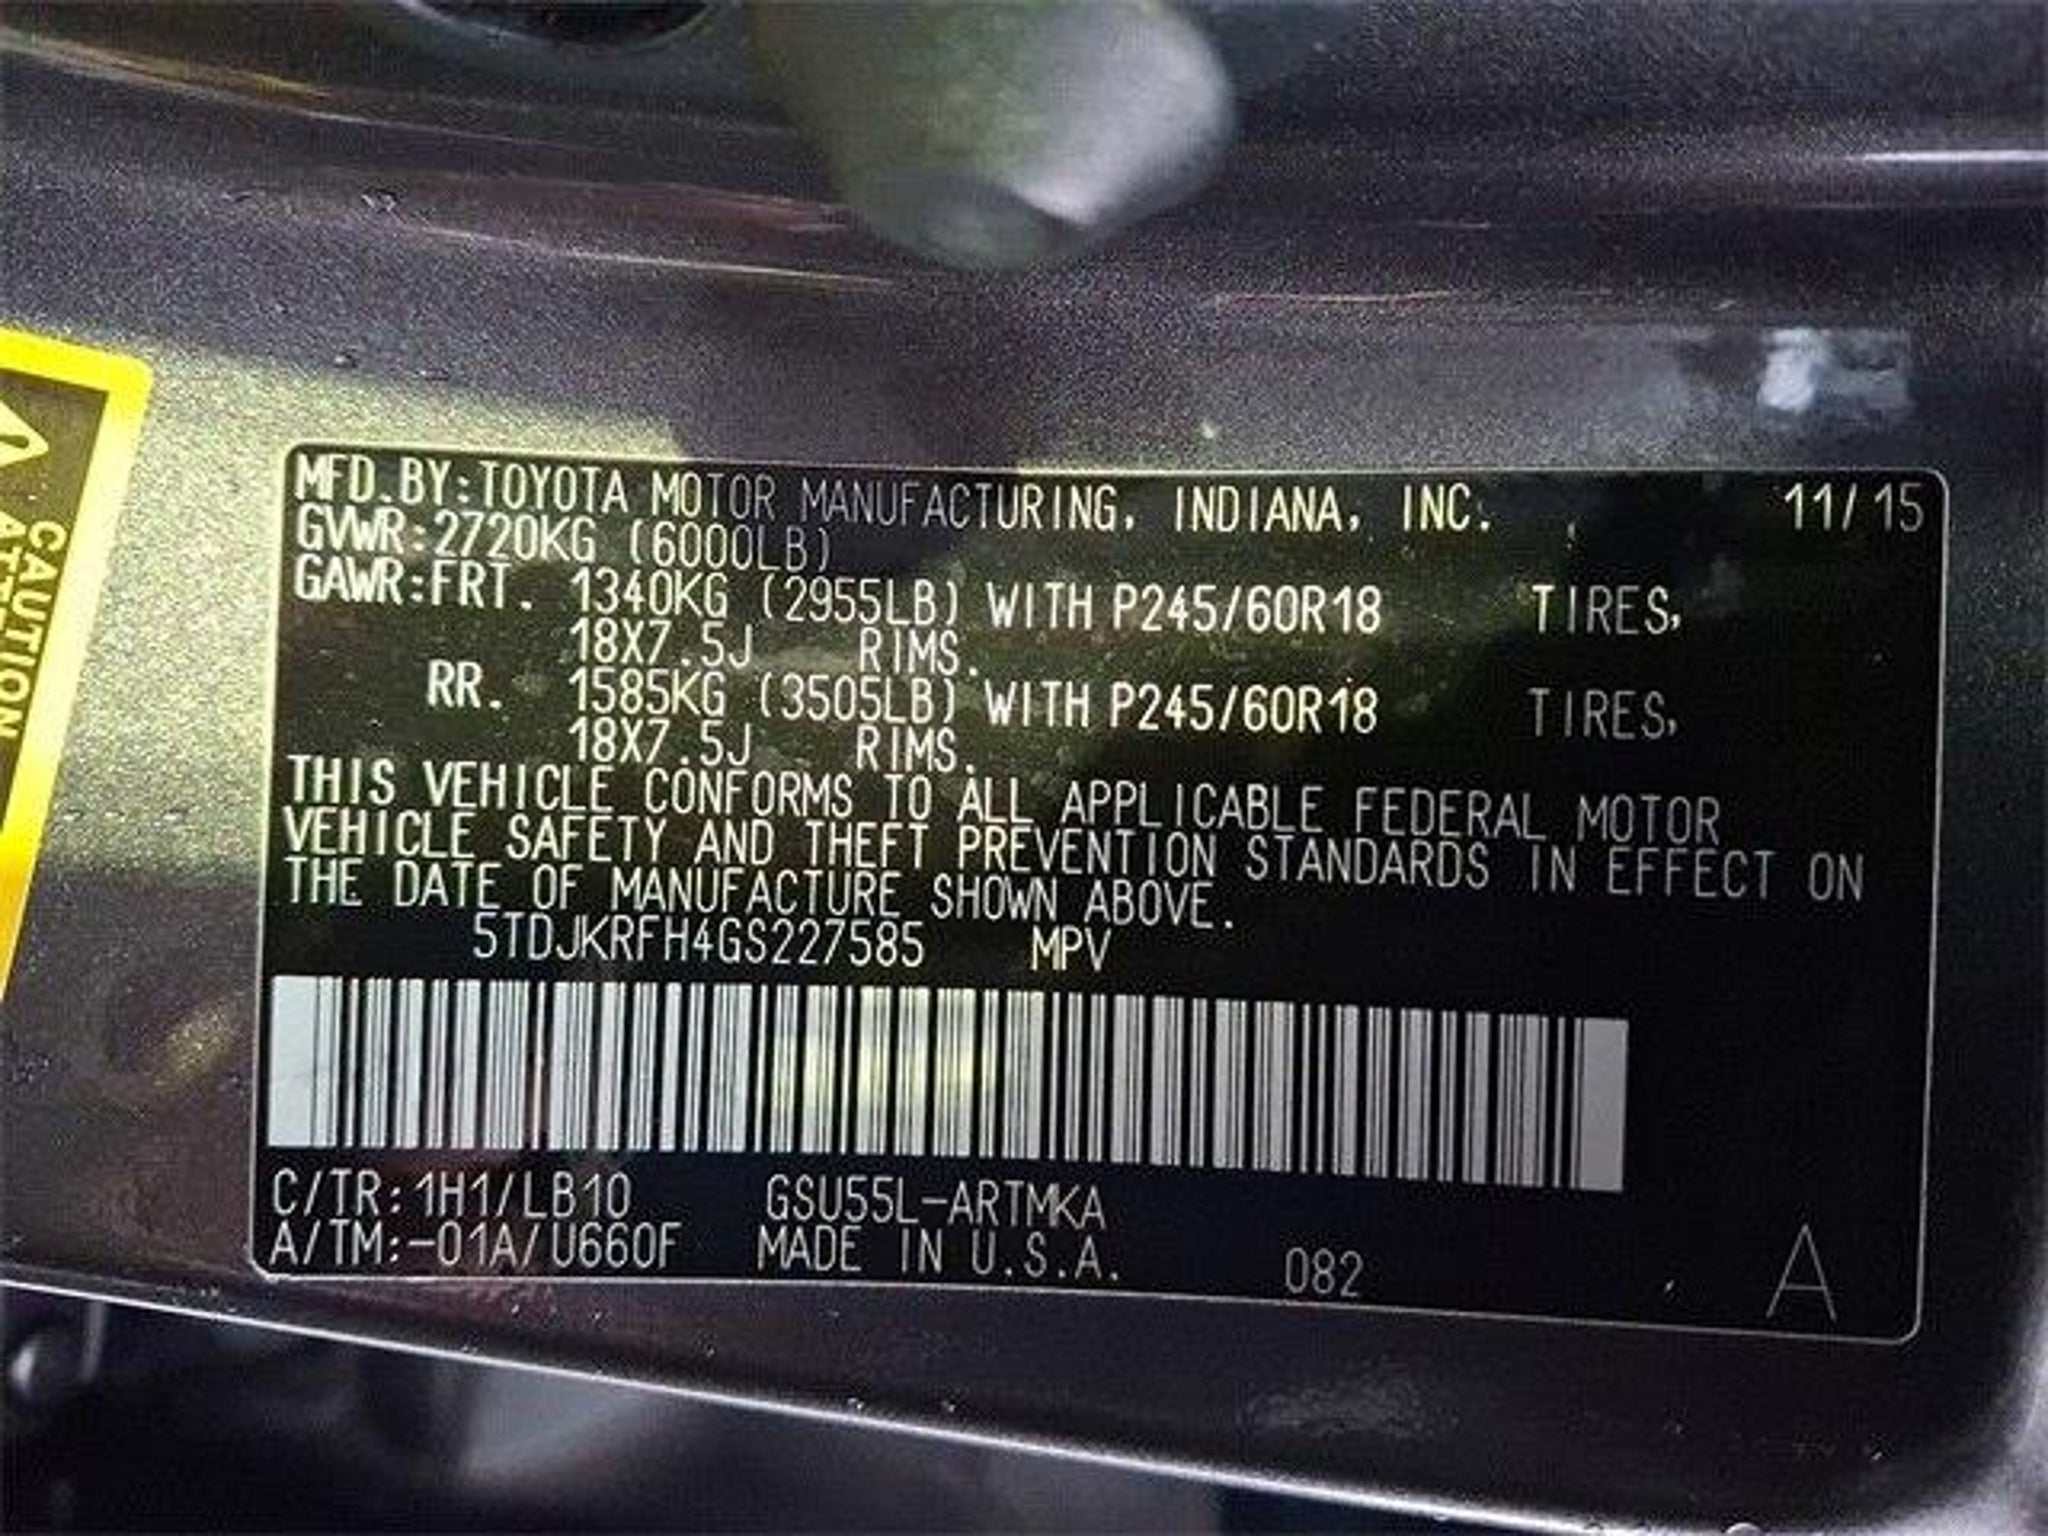 MFD.BY:TOYOTA MOTOR MANUFACTURING, INDIANA, INC. 11/15
GVWR:2720KG (6000LB)
GAWR:FRT. 1340KG (2955LB) WITH P245/60R18 TIRES,
18X7.5J RIMS.
RR. 1585KG (3505LB) WITH P245/60R18 TIRES,
18X7.5J RIMS.
THIS VEHICLE CONFORMS TO ALL APPLICABLE FEDERAL MOTOR
VEHICLE SAFETY AND THEFT PREVENTION STANDARDS IN EFFECT ON
THE DATE OF MANUFACTURE SHOWN ABOVE.
5TDJKRFH4GS227585 MPV
C/TR:1H1/LB10 GSU55L-ARTMKA
A/TM:-01A/U660F MADE IN U.S.A. 082 A
CAUTION